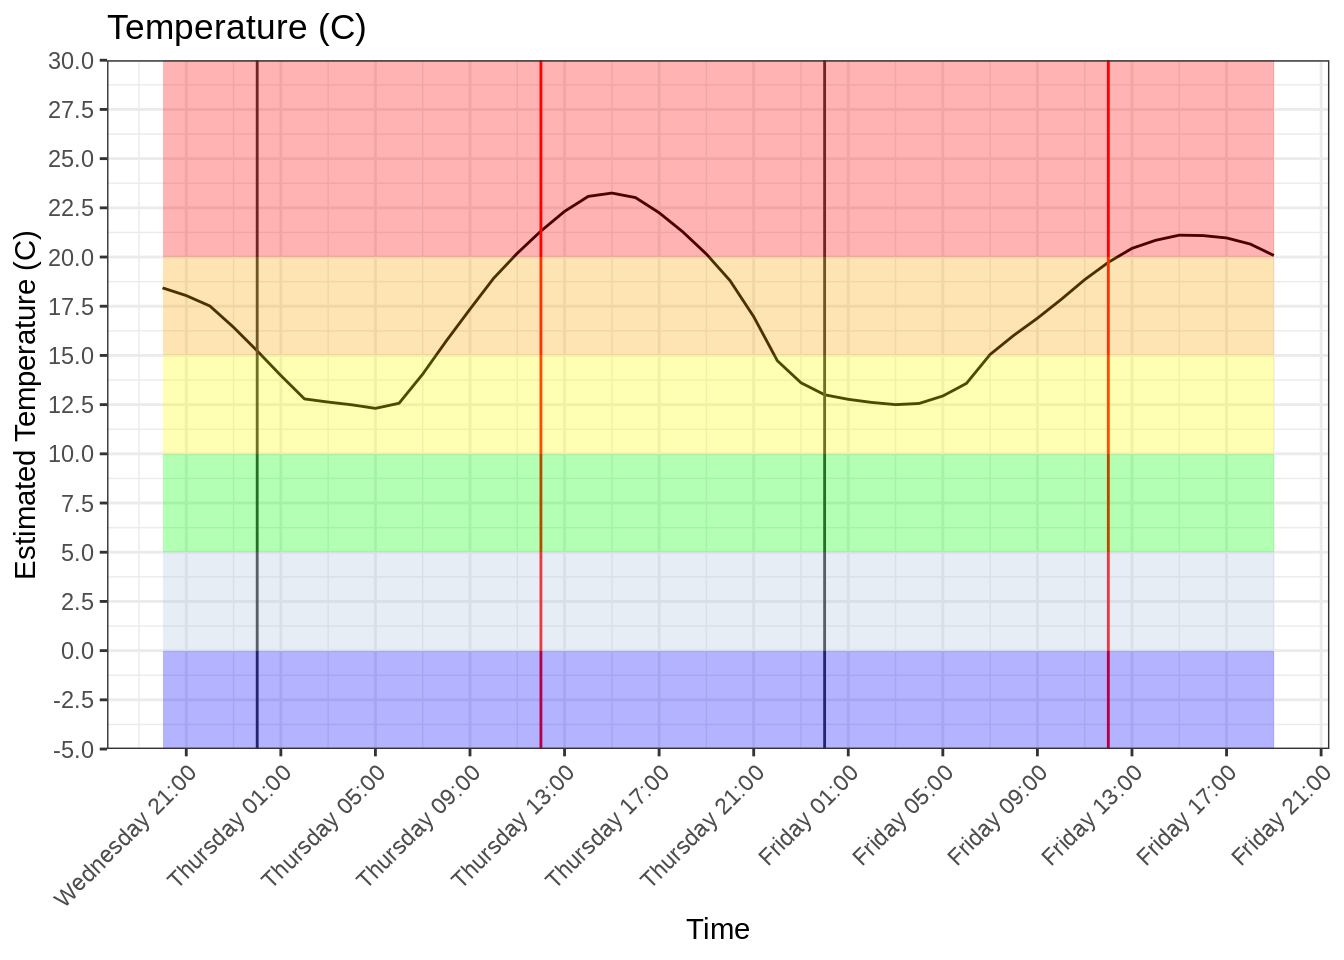 Temperature (C)
Estimated Temperature (C)
30.0
27.5
25.0
22.5
20.0
17.5
15.0
12.5
10.0
7.5
5.0
2.5
0.0
-2.5
-5.0
Wednesday 21:00
Thursday 01:00
Thursday 05:00
Thursday 09:00
Thursday 13:00
Thursday 17:00
Thursday 21:00
Friday 01:00
Friday 05:00
Friday 09:00
Friday 13:00
Friday 17:00
Friday 21:00
Time